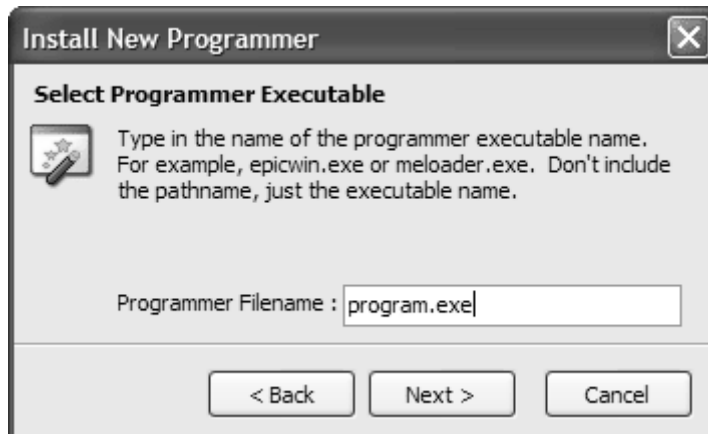 Install New Programmer
Select Programmer Executable
Type in the name of the programmer executable name.
For example, epicwin.exe or meloader.exe.  Don't include
the pathname, just the executable name.
Programmer Filename : program.exe
< Back Next > Cancel